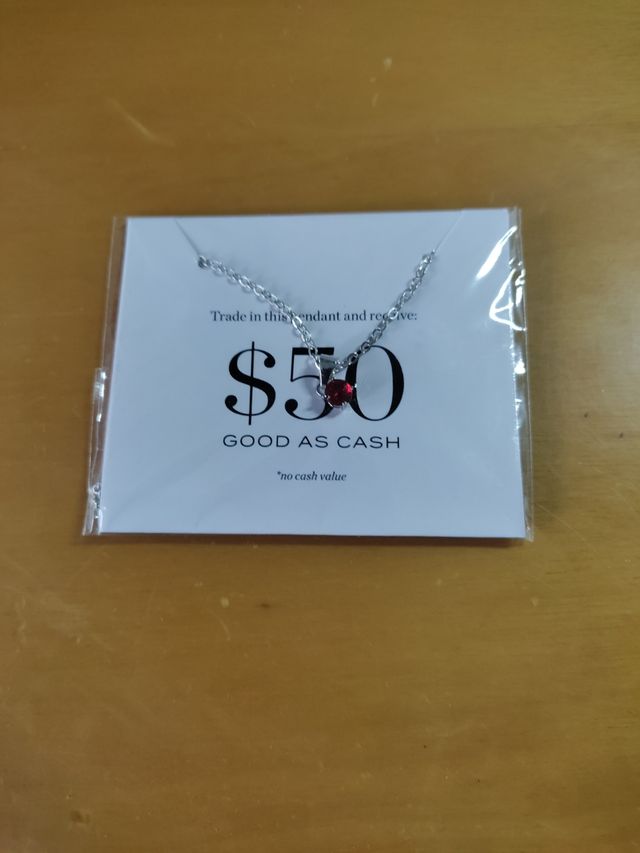 Trade in this pendant and receive:
$50
GOOD AS CASH
*no cash value